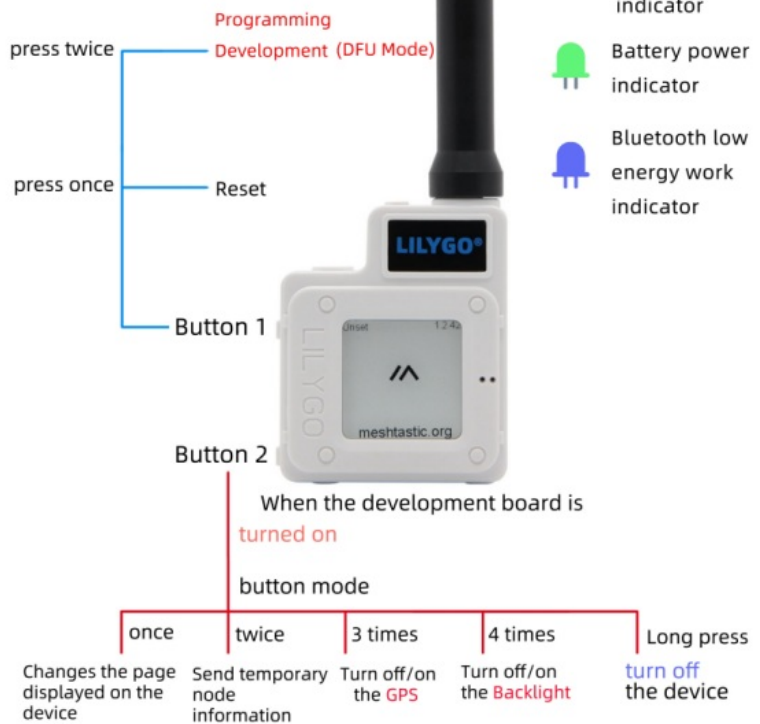 indicator
Programming
press twice
Development (DFU Mode)
Battery power
indicator
Bluetooth low
energy work
indicator
press once
Reset
LILYGO®
Button 1
Unset
1.2.42
LILYGO
meshtastic.org
Button 2
When the development board is
turned on
button mode
once
twice
3 times
4 times
Long press
Changes the page
displayed on the
device
Send temporary
node
information
Turn off/on
the GPS
Turn off/on
the Backlight
turn off
the device